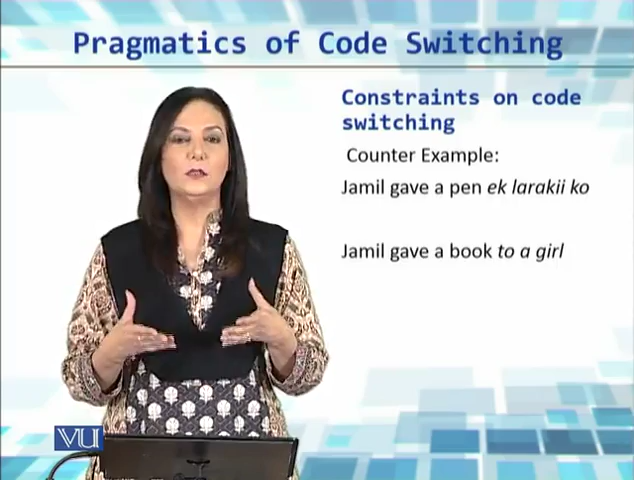 Pragmatics of Code Switching
Constraints on code
switching
Counter Example:
Jamil gave a pen ek larakii ko
Jamil gave a book to a girl
VU